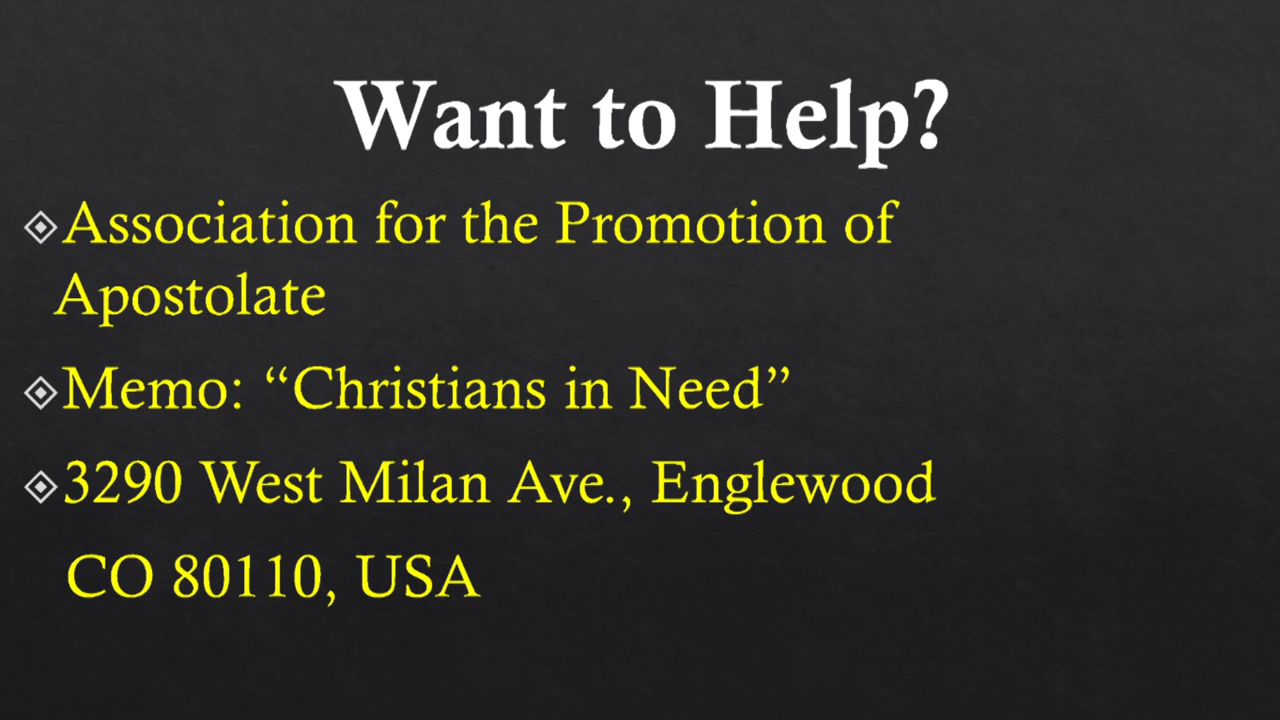 Want to Help?
Association for the Promotion of
Apostolate
Memo: “Christians in Need”
3290 West Milan Ave., Englewood
CO 80110, USA